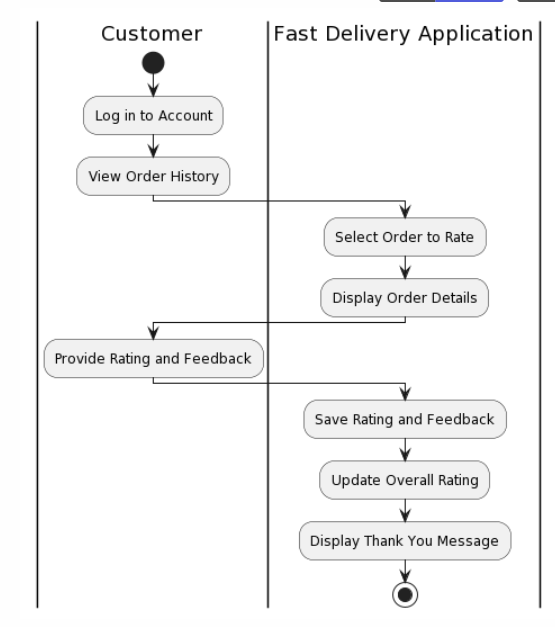 Customer
Fast Delivery Application
Log in to Account
View Order History
Select Order to Rate
Display Order Details
Provide Rating and Feedback
Save Rating and Feedback
Update Overall Rating
Display Thank You Message